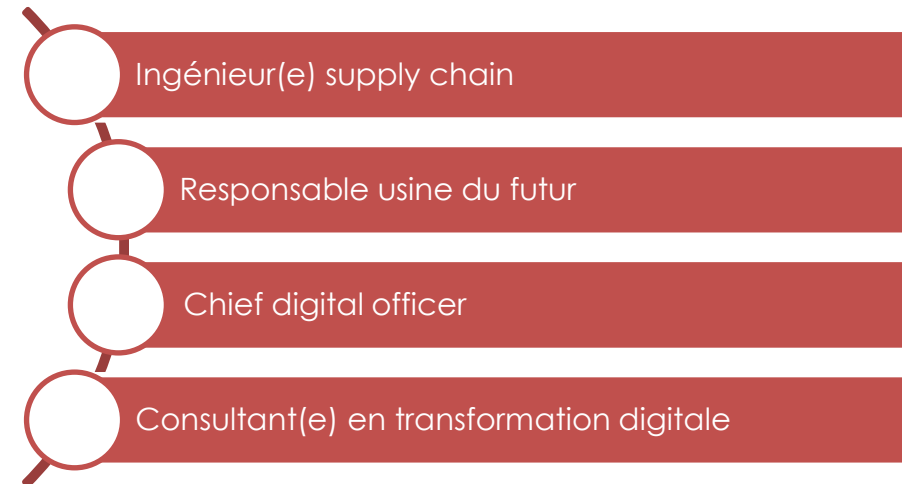 Ingénieur(e) supply chain
Responsable usine du futur
Chief digital officer
Consultant(e) en transformation digitale